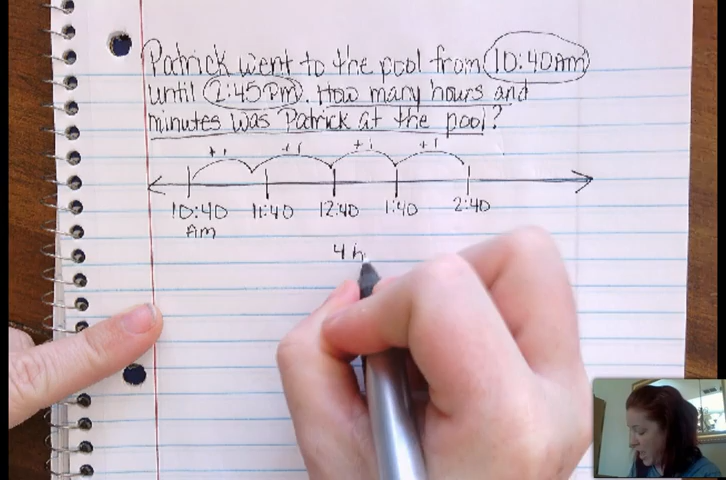 Patrick went to the pool from 10:40 Am
until 2:45 Pm. How many hours and
minutes was Patrick at the pool?
+1 +1 +1 +1
10:40 11:40 12:40 1:40 2:40
Am
4 h